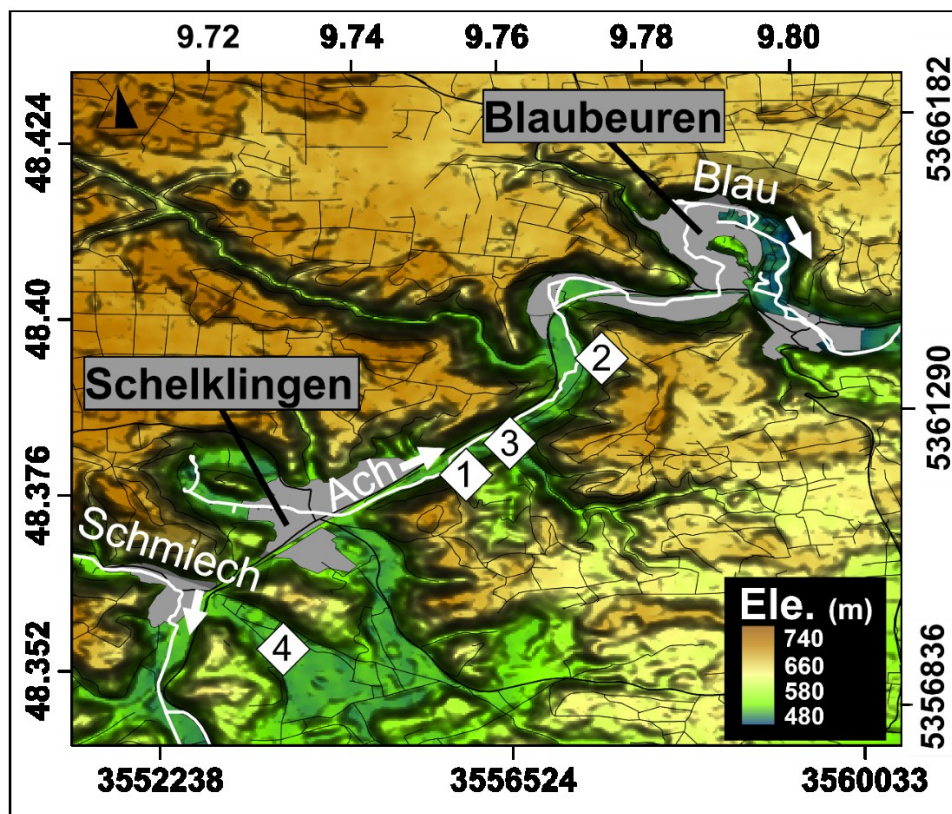 9.72 9.74 9.76 9.78 9.80
48.424
48.40
48.376
48.352
5366182
5361290
5356836
Blaubeuren
Blau
2
Schelklingen
3
1
Ach
Schmiech
4
Ele. (m)
740
660
580
480
3552238 3556524 3560033